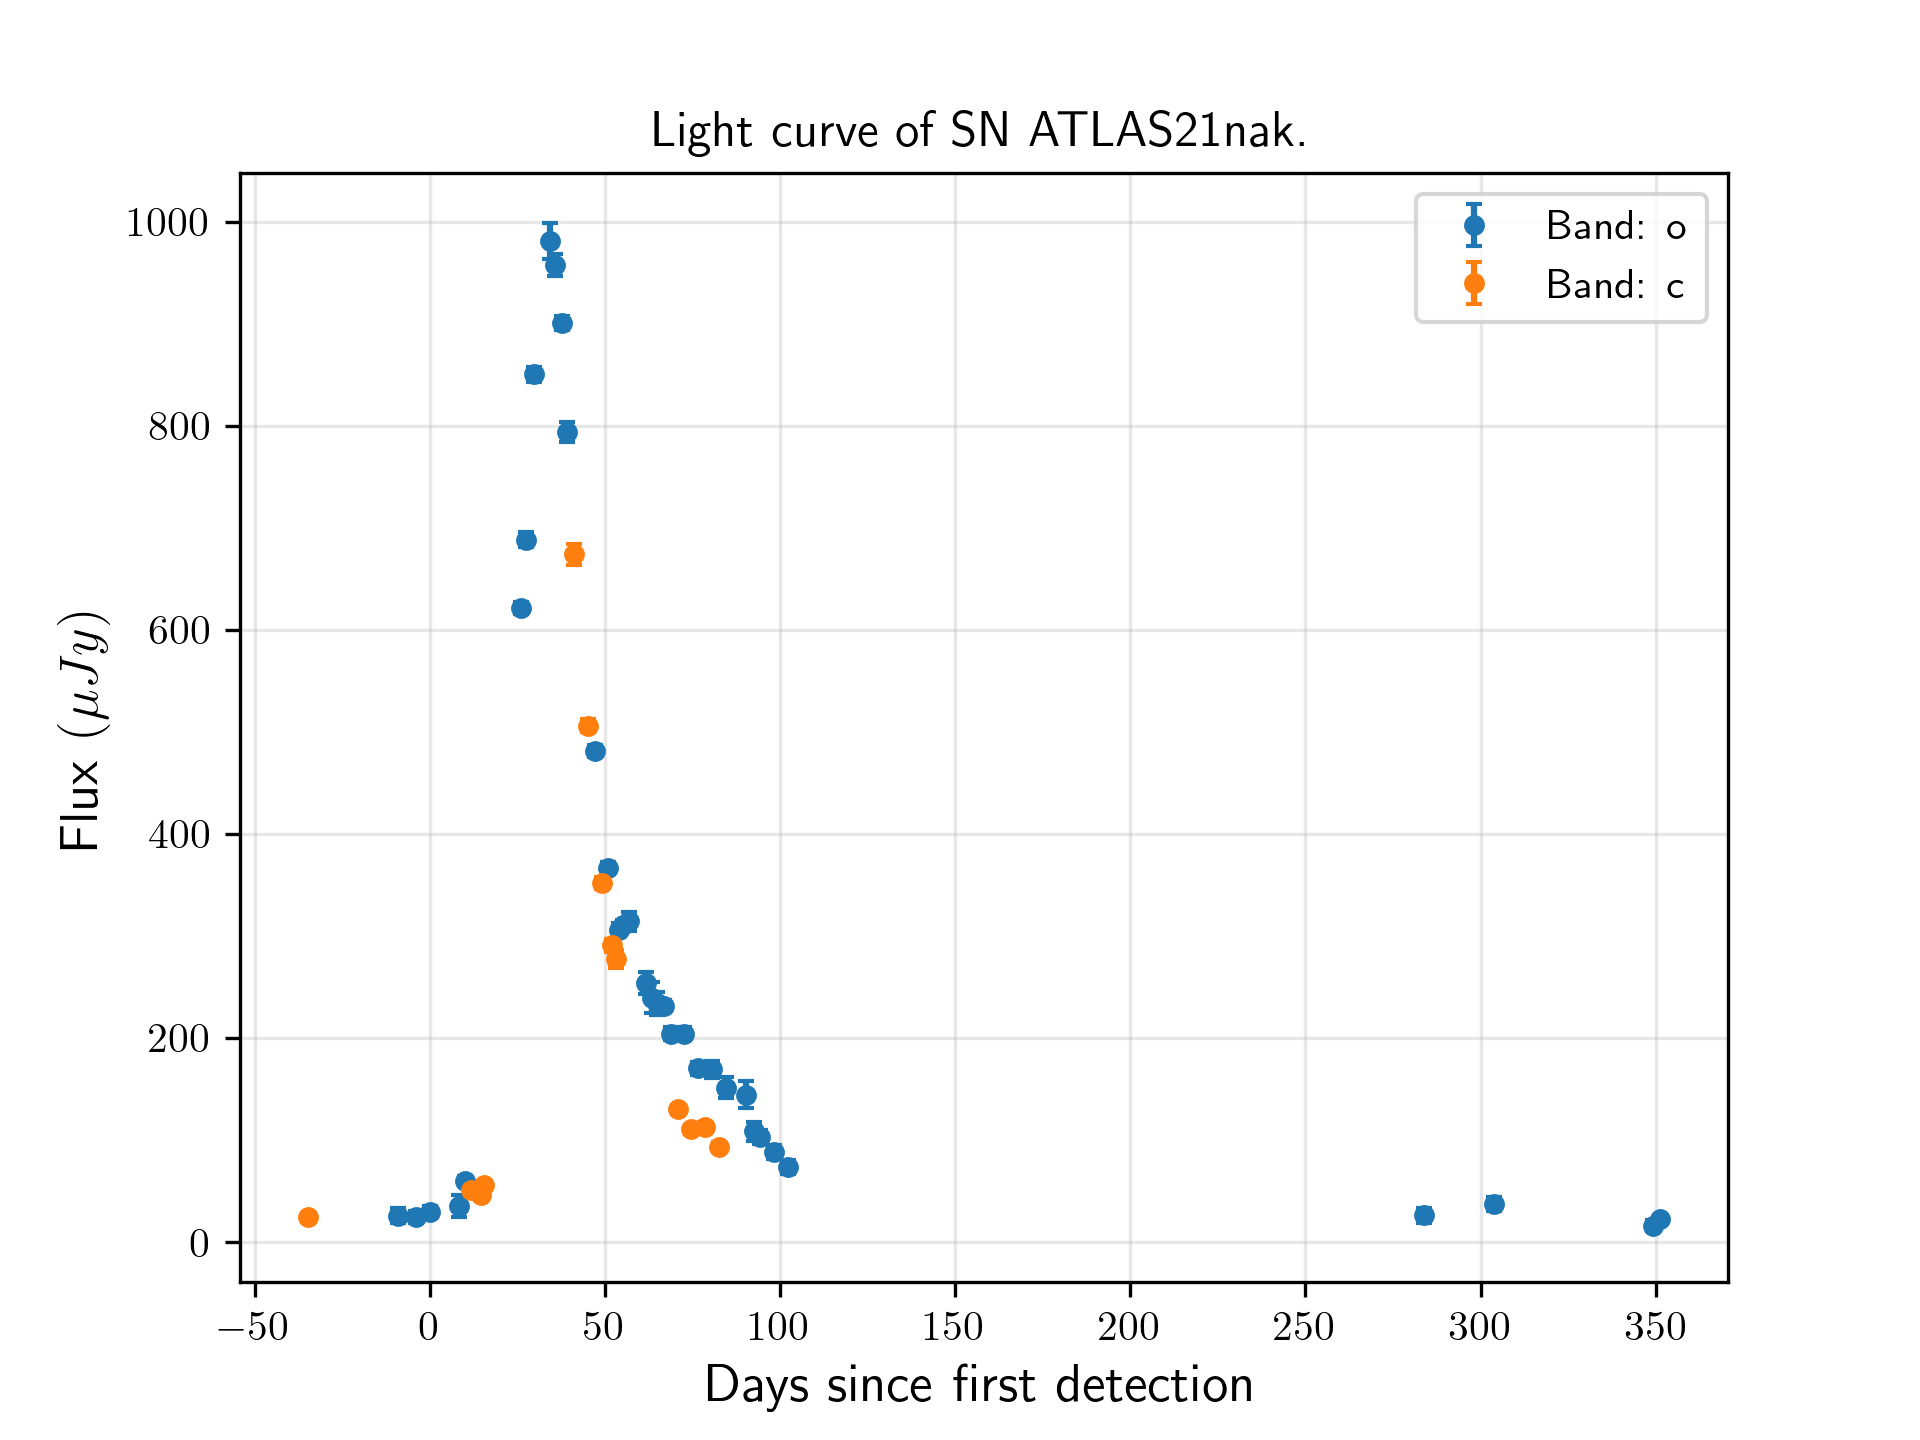 Light curve of SN ATLAS21nak.
1000
800
600
400
200
0
Flux (μJy)
Band: o
Band: c
−50 0 50 100 150 200 250 300 350
Days since first detection